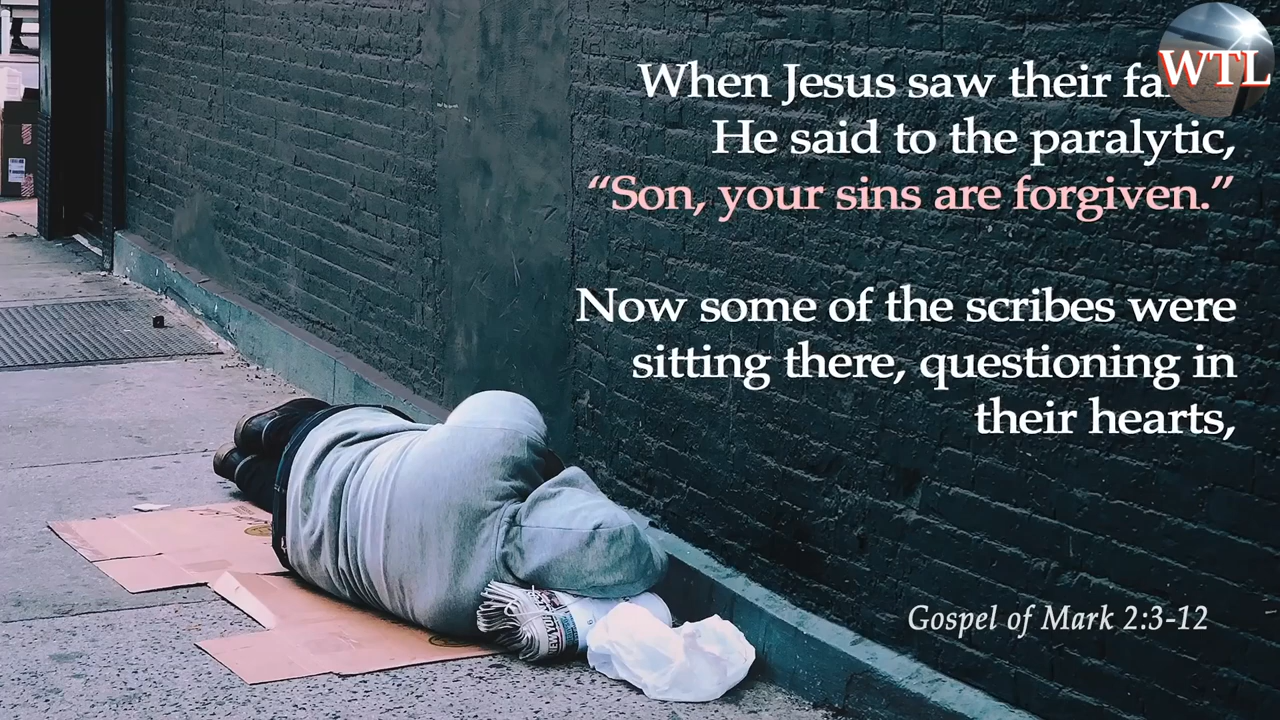 When Jesus saw their
WTL
He said to the paralytic,
“Son, your sins are forgiven.”
Now some of the scribes were
sitting there, questioning in
their hearts,
Gospel of Mark 2:3-12